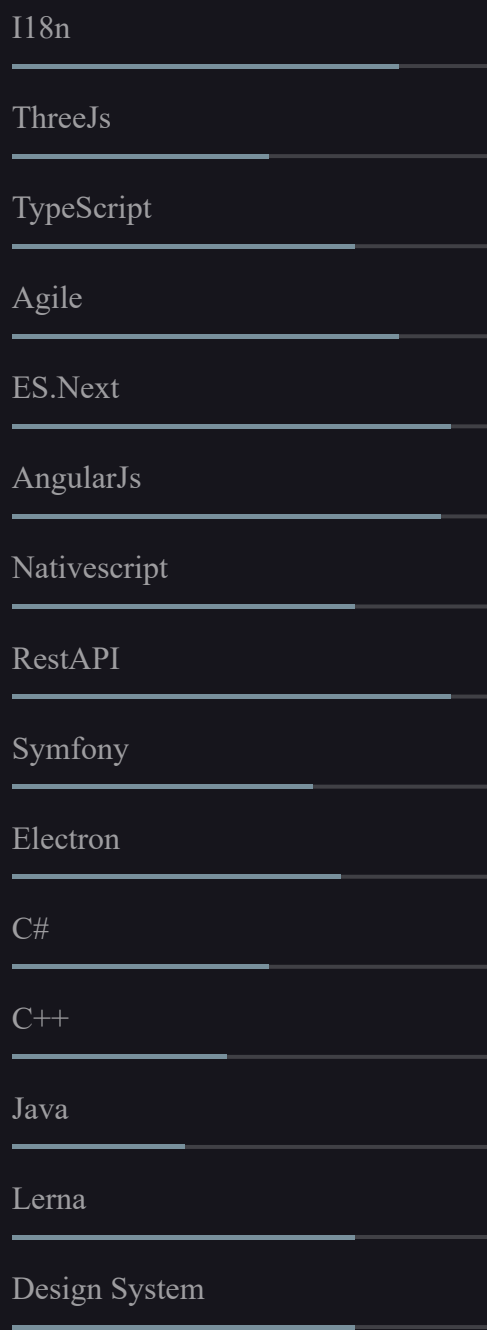 I18n
ThreeJs
TypeScript
Agile
ES.Next
AngularJs
Nativescript
RestAPI
Symfony
Electron
C#
C++
Java
Lerna
Design System